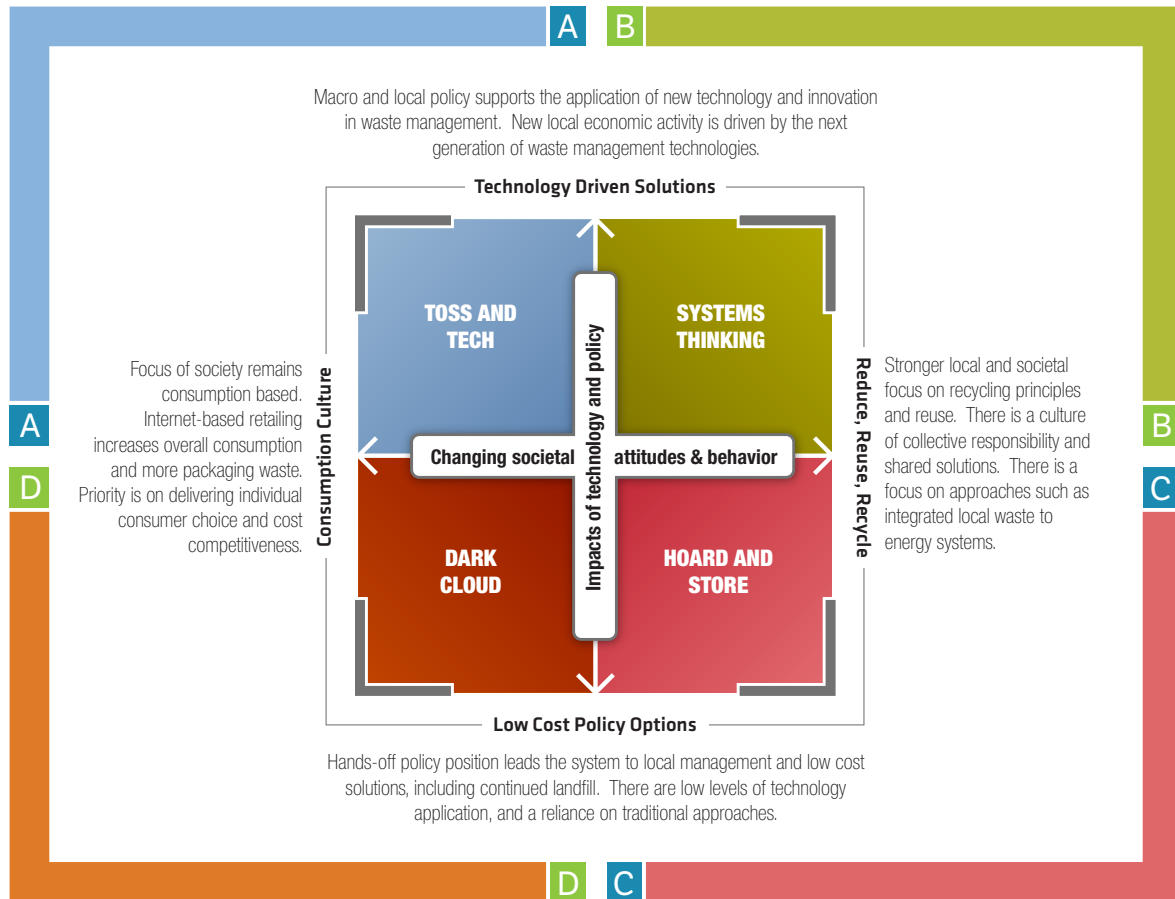 A B
Macro and local policy supports the application of new technology and innovation
in waste management. New local economic activity is driven by the next
generation of waste management technologies.
Technology Driven Solutions
TOSS AND
TECH
SYSTEMS
THINKING
Impacts of technology and policy
Changing societal attitudes & behavior
DARK
CLOUD
HOARD AND
STORE
Consumption Culture
Focus of society remains
consumption based.
Internet-based retailing
increases overall consumption
and more packaging waste.
Priority is on delivering individual
consumer choice and cost
competitiveness.
Reduce, Reuse, Recycle
Stronger local and societal
focus on recycling principles
and reuse. There is a culture
of collective responsibility and
shared solutions. There is a
focus on approaches such as
integrated local waste to
energy systems.
A
D
B
C
Low Cost Policy Options
Hands-off policy position leads the system to local management and low cost
solutions, including continued landfill. There are low levels of technology
application, and a reliance on traditional approaches.
D C